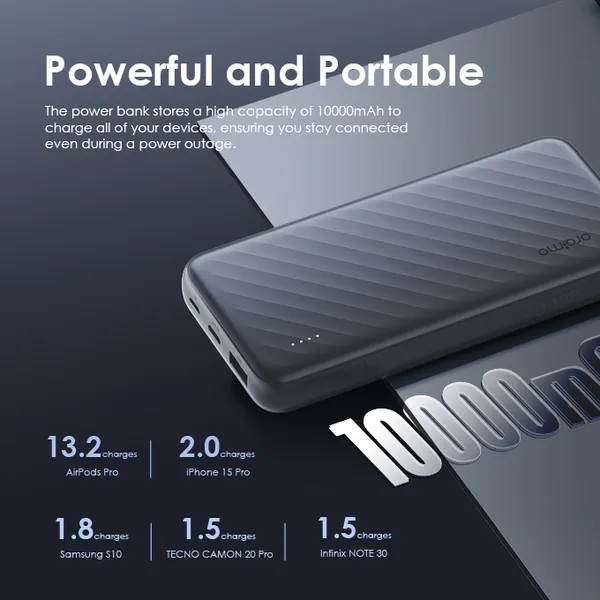 Powerful and Portable
The power bank stores a high capacity of 10000mAh to
charge all of your devices, ensuring you stay connected
even during a power outage.
oraimo
10000m
13.2charges
AirPods Pro
2.0charges
iPhone 15 Pro
1.8charges
Samsung S10
1.5charges
TECNO CAMON 20 Pro
1.5charges
Infinix NOTE 30